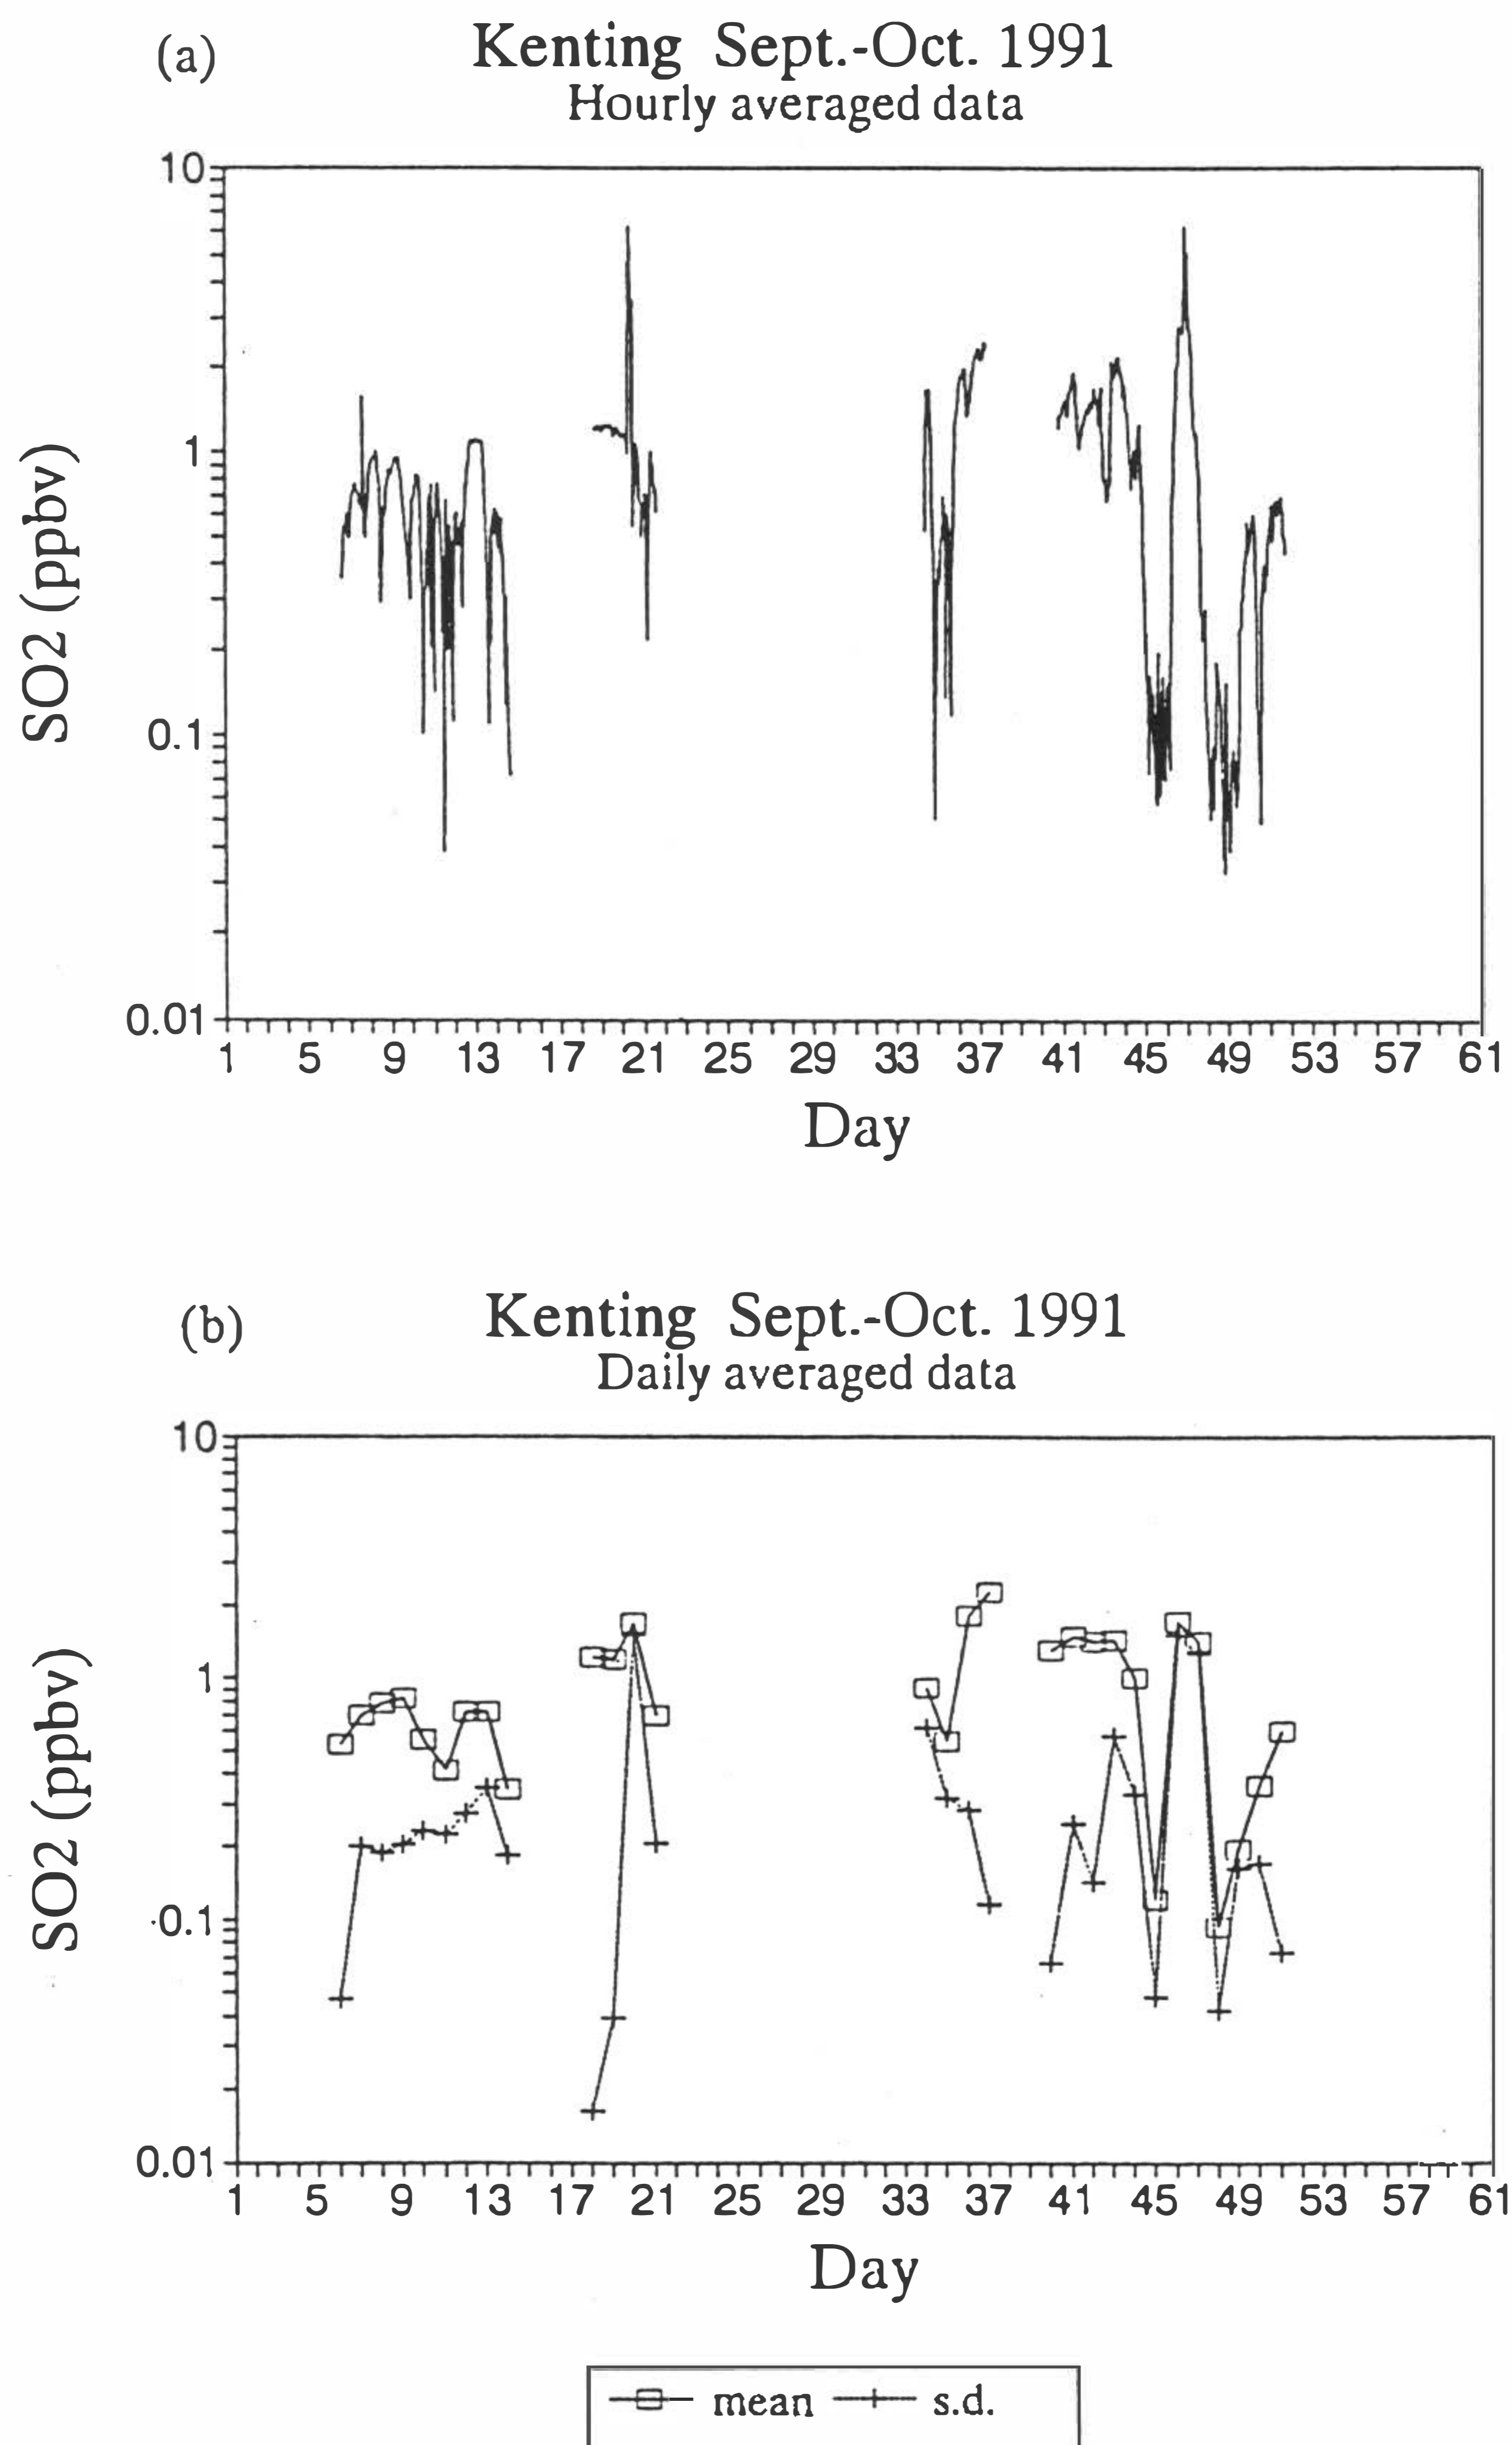 (a)
Kenting Sept.-Oct. 1991
Hourly averaged data
SO2 (ppbv)
10
1
0.1
0.01
1 5 9 13 17 21 25 29 33 37 41 45 49 53 57 61
Day
(b)
Kenting Sept.-Oct. 1991
Daily averaged data
SO2 (ppbv)
10
1
0.1
0.01
1 5 9 13 17 21 25 29 33 37 41 45 49 53 57 61
Day
mean s.d.